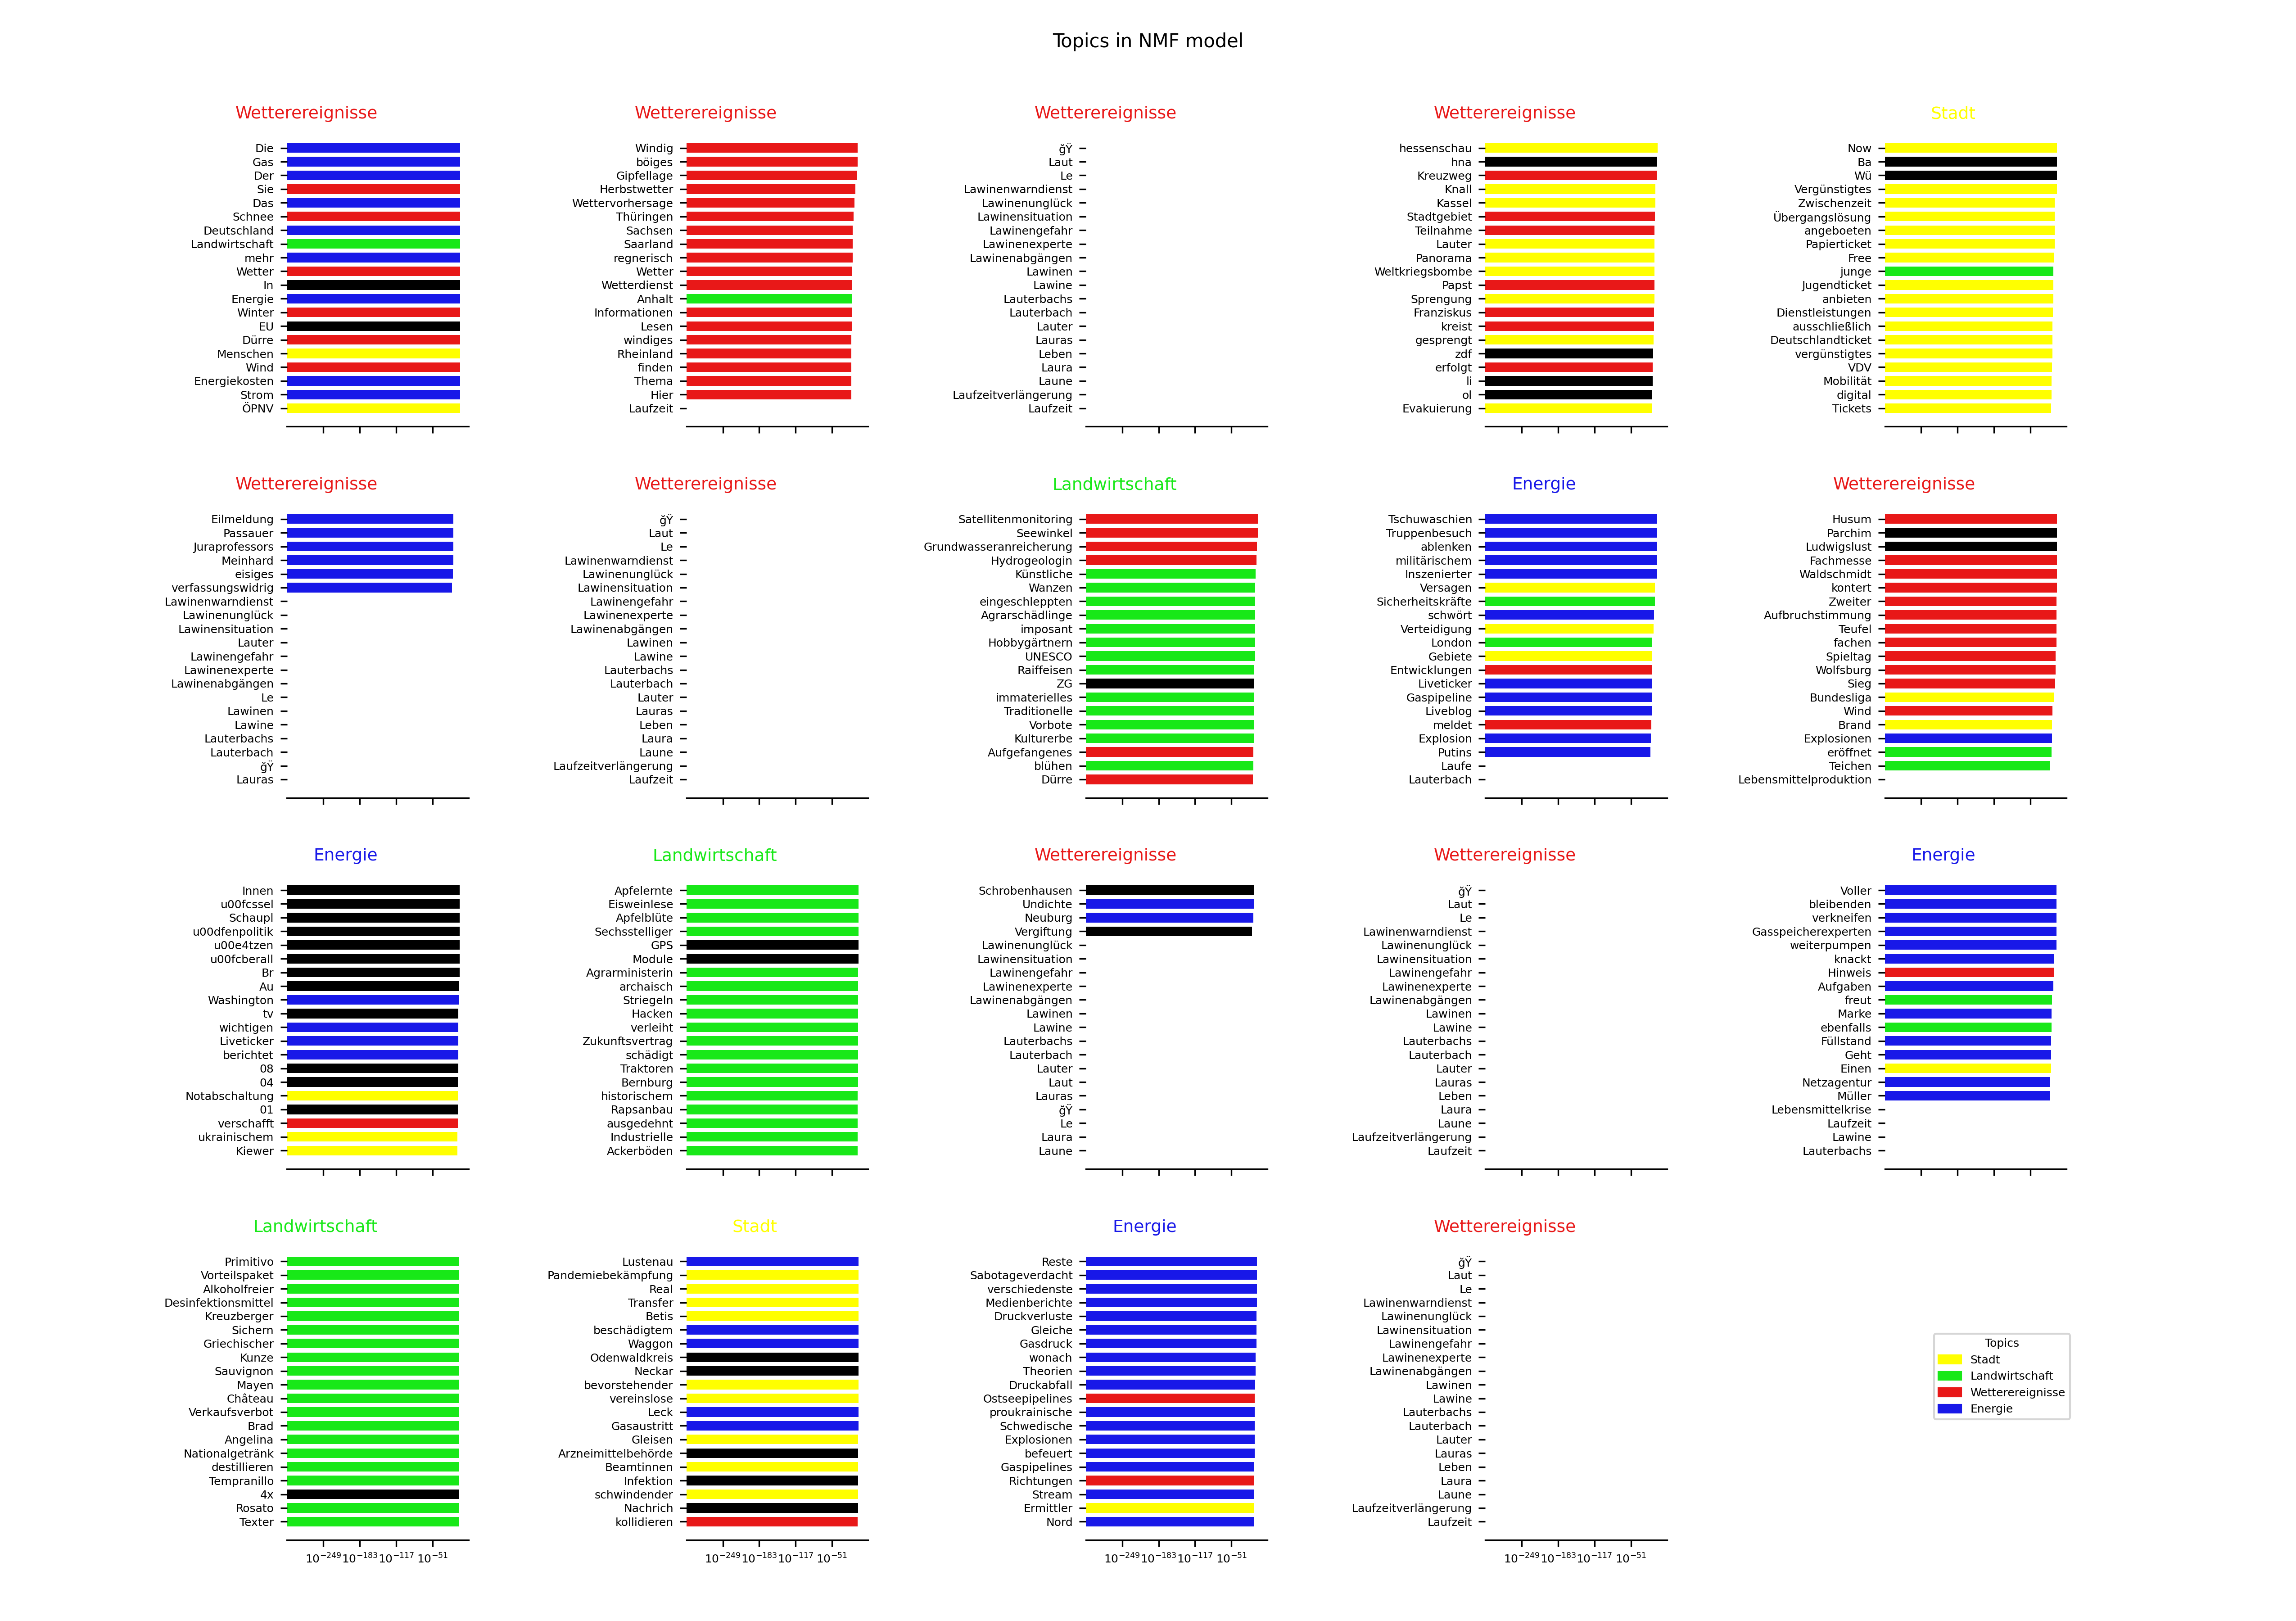 Topics in NMF model
Wetterereignisse
Die
Gas
Der
Sie
Das
Schnee
Deutschland
Landwirtschaft
mehr
Wetter
In
Energie
Winter
EU
Dürre
Menschen
Wind
Energiekosten
Strom
ÖPNV
Wetterereignisse
Windig
böiges
Gipfellage
Herbstwetter
Wettervorhersage
Thüringen
Sachsen
Saarland
regnerisch
Wetter
Wetterdienst
Anhalt
Informationen
Lesen
windiges
Rheinland
finden
Thema
Hier
Laufzeit
Wetterereignisse
ğŸ
Laut
Le
Lawinenwarndienst
Lawinenunglück
Lawinensituation
Lawinengefahr
Lawinenexperte
Lawinenabgängen
Lawinen
Lawine
Lauterbachs
Lauterbach
Lauter
Lauras
Leben
Laura
Laune
Laufzeitverlängerung
Laufzeit
Wetterereignisse
hessenschau
hna
Kreuzweg
Knall
Kassel
Stadtgebiet
Teilnahme
Lauter
Panorama
Weltkriegsbombe
Papst
Sprengung
Franziskus
kreist
gesprengt
zdf
erfolgt
li
ol
Evakuierung
Stadt
Now
Ba
Wü
Vergünstigtes
Zwischenzeit
Übergangslösung
angeboeten
Papierticket
Free
junge
Jugendticket
anbieten
Dienstleistungen
ausschließlich
Deutschlandticket
vergünstigtes
VDV
Mobilität
digital
Tickets
Wetterereignisse
Eilmeldung
Passauer
Juraprofessors
Meinhard
eisiges
verfassungswidrig
Lawinenwarndienst
Lawinenunglück
Lawinensituation
Lauter
Lawinengefahr
Lawinenexperte
Lawinenabgängen
Le
Lawinen
Lawine
Lauterbachs
Lauterbach
ğŸ
Lauras
Wetterereignisse
ğŸ
Laut
Le
Lawinenwarndienst
Lawinenunglück
Lawinensituation
Lawinengefahr
Lawinenexperte
Lawinenabgängen
Lawinen
Lawine
Lauterbachs
Lauterbach
Lauter
Lauras
Leben
Laura
Laune
Laufzeitverlängerung
Laufzeit
Landwirtschaft
Satellitenmonitoring
Seewinkel
Grundwasseranreicherung
Hydrogeologin
Künstliche
Wanzen
eingeschleppten
Agrarschädlinge
imposant
Hobbygärtnern
UNESCO
Raiffeisen
ZG
immaterielles
Traditionelle
Vorbote
Kulturerbe
Aufgefangenes
blühen
Dürre
Energie
Tschuwaschien
Truppenbesuch
ablenken
militärischem
Inszenierter
Versagen
Sicherheitskräfte
schwört
Verteidigung
London
Gebiete
Entwicklungen
Liveticker
Gaspipeline
Liveblog
meldet
Explosion
Putins
Laufe
Lauterbach
Wetterereignisse
Husum
Parchim
Ludwigslust
Fachmesse
Waldschmidt
kontert
Zweiter
Aufbruchstimmung
Teufel
fachen
Spieltag
Wolfsburg
Sieg
Bundesliga
Wind
Brand
Explosionen
eröffnet
Teichen
Lebensmittelproduktion
Energie
Innen
u00fcssel
Schaupl
u00dfenpolitik
u00e4tzen
u00fcberall
Br
Au
Washington
tv
wichtigen
Liveticker
berichtet
08
04
Notabschaltung
01
verschafft
ukrainischem
Kiewer
Landwirtschaft
Apfelernte
Eisweinlese
Apfelblüte
Sechsstelliger
GPS
Module
Agrarministerin
archaisch
Striegeln
Hacken
verleiht
Zukunftsvertrag
schädigt
Traktoren
Bernburg
historischem
Rapsanbau
ausgedehnt
Industrielle
Ackerböden
Wetterereignisse
Schrobenhausen
Undichte
Neuburg
Vergiftung
Lawinenunglück
Lawinensituation
Lawinengefahr
Lawinenexperte
Lawinenabgängen
Lawinen
Lawine
Lauterbachs
Lauterbach
Lauter
Laut
Lauras
ğŸ
Le
Laura
Laune
Wetterereignisse
ğŸ
Laut
Le
Lawinenwarndienst
Lawinenunglück
Lawinensituation
Lawinengefahr
Lawinenexperte
Lawinenabgängen
Lawinen
Lawine
Lauterbachs
Lauterbach
Lauter
Lauras
Leben
Laura
Laune
Laufzeitverlängerung
Laufzeit
Energie
Voller
bleibenden
verkneifen
Gasspeicherexperten
weiterpumpen
knackt
Hinweis
Aufgaben
freut
Marke
ebenfalls
Füllstand
Geht
Einen
Netzagentur
Müller
Lebensmittelkrise
Laufzeit
Lawine
Lauterbachs
Landwirtschaft
Primitivo
Vorteilspaket
Alkoholfreier
Desinfektionsmittel
Kreuzberger
Sichern
Griechischer
Kunze
Sauvignon
Mayen
Château
Verkaufsverbot
Brad
Angelina
Nationalgetränk
destillieren
Tempranillo
4x
Rosato
Texter
10⁻²⁴⁹ 10⁻¹⁸³ 10⁻¹¹⁷ 10⁻⁵¹
Stadt
Lustenau
Pandemiebekämpfung
Real
Transfer
Betis
beschädigtem
Waggon
Odenwaldkreis
Neckar
bevorstehender
vereinslose
Leck
Gasaustritt
Gleisen
Arzneimittelbehörde
Beamtinnen
Infektion
schwindender
Nachrich
kollidieren
10⁻²⁴⁹ 10⁻¹⁸³ 10⁻¹¹⁷ 10⁻⁵¹
Energie
Reste
Sabotageverdacht
verschiedenste
Medienberichte
Druckverluste
Gleiche
Gasdruck
wonach
Theorien
Druckabfall
Ostseepipelines
proukrainische
Schwedische
Explosionen
befeuert
Gaspipelines
Richtungen
Stream
Ermittler
Nord
10⁻²⁴⁹ 10⁻¹⁸³ 10⁻¹¹⁷ 10⁻⁵¹
Wetterereignisse
ğŸ
Laut
Le
Lawinenwarndienst
Lawinenunglück
Lawinensituation
Lawinengefahr
Lawinenexperte
Lawinenabgängen
Lawinen
Lawine
Lauterbachs
Lauterbach
Lauter
Lauras
Leben
Laura
Laune
Laufzeitverlängerung
Laufzeit
10⁻²⁴⁹ 10⁻¹⁸³ 10⁻¹¹⁷ 10⁻⁵¹
Topics
Stadt
Landwirtschaft
Wetterereignisse
Energie